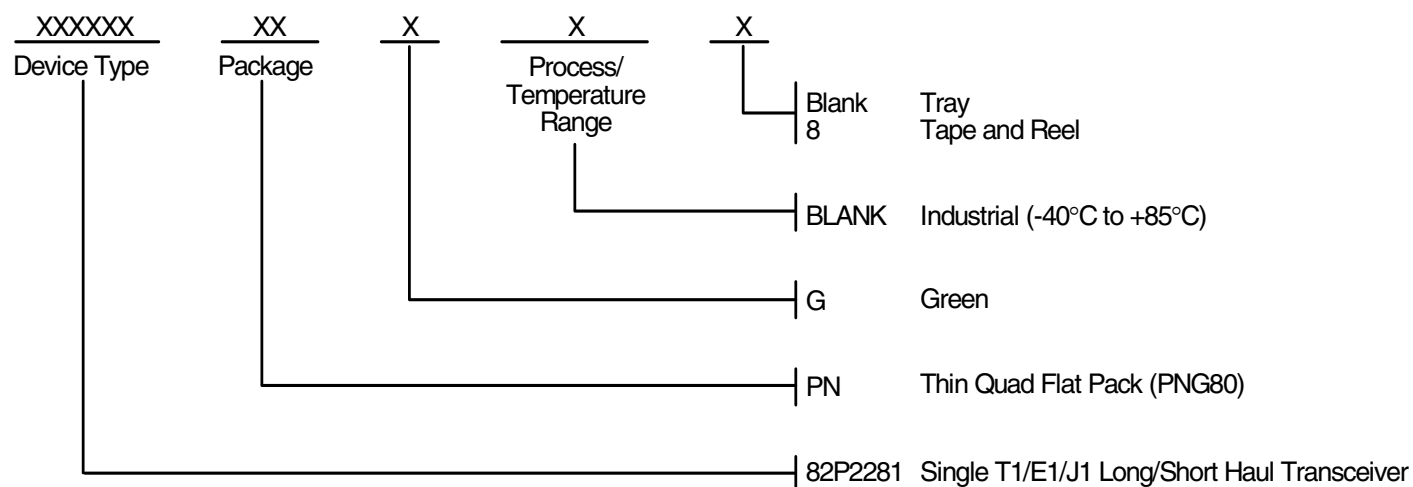 XXXXXX XX X X X
Device Type Package Process/
Temperature
Range
Blank Tray
8 Tape and Reel
BLANK Industrial (-40°C to +85°C)
G Green
PN Thin Quad Flat Pack (PNG80)
82P2281 Single T1/E1/J1 Long/Short Haul Transceiver